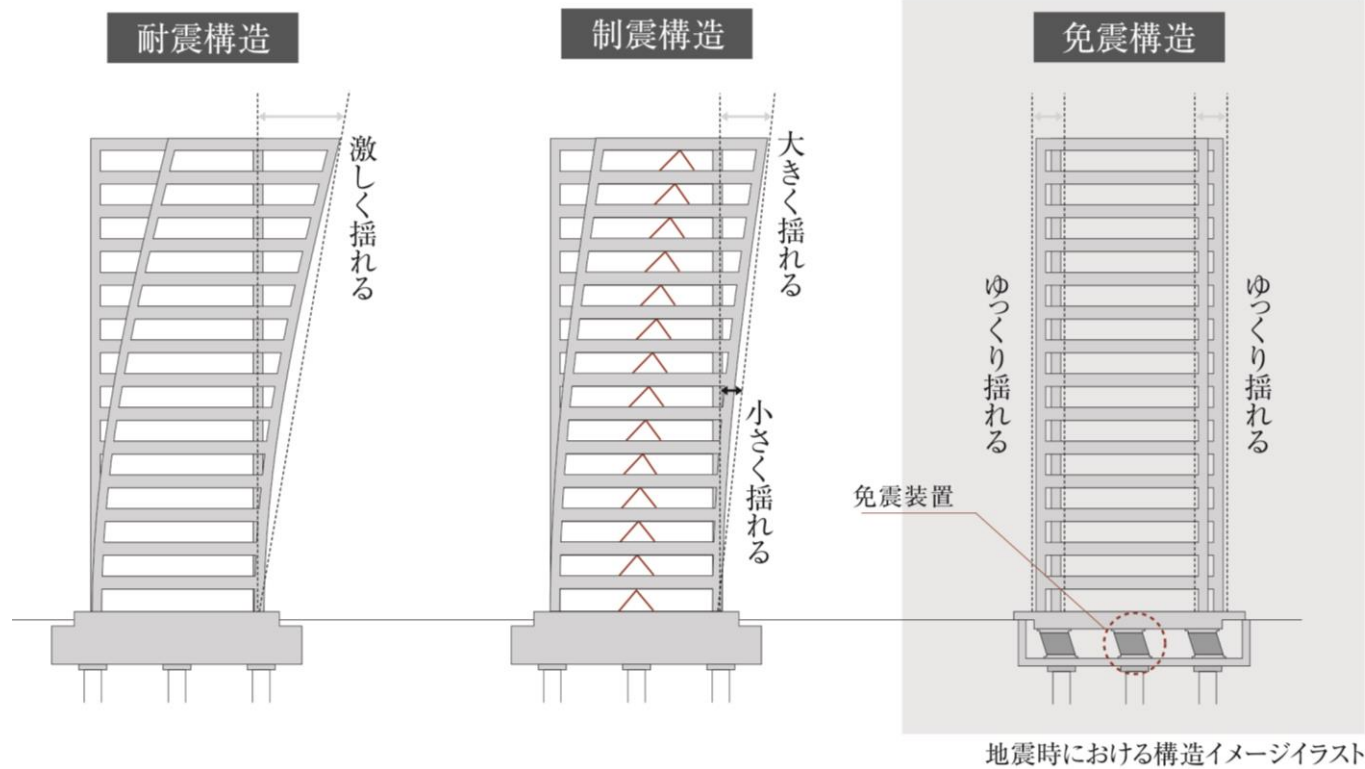 耐震構造
激しく揺れる
制震構造
大きく揺れる
小さく揺れる
免震構造
ゆっくり揺れる
ゆっくり揺れる
免震装置
地震時における構造イメージイラスト